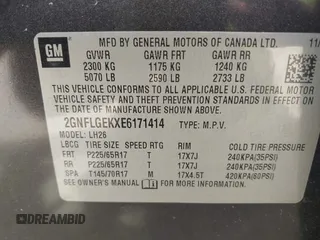 GM
MFD BY GENERAL MOTORS OF CANADA LTD. 11/
GVWR GAWR FRT GAWR RR
2300 KG 1175 KG 1240 KG
5070 LB 2590 LB 2733 LB
THIS VEHICLE CONFORMS TO ALL APPLICABLE U.S. FEDERAL
MOTOR VEHICLE SAFETY STANDARDS IN EFFECT ON THE DATE
OF MANUFACTURE SHOWN ABOVE.
2GNFLGEKXE6171414 TYPE: M.P.V.
MODEL: LH26
LBCG TIRE SIZE SPEED RTG RIM COLD TIRE PRESSURE
FRT P225/65R17 T 17X7J 240KPA(35PSI)
RR P225/65R17 T 17X7J 240KPA(35PSI)
SPA T145/70R17 M 17X4.5T 420KPA(60PSI)
SEE OWNER'S MANUAL FOR MORE INFORMATION.
DREAMBID